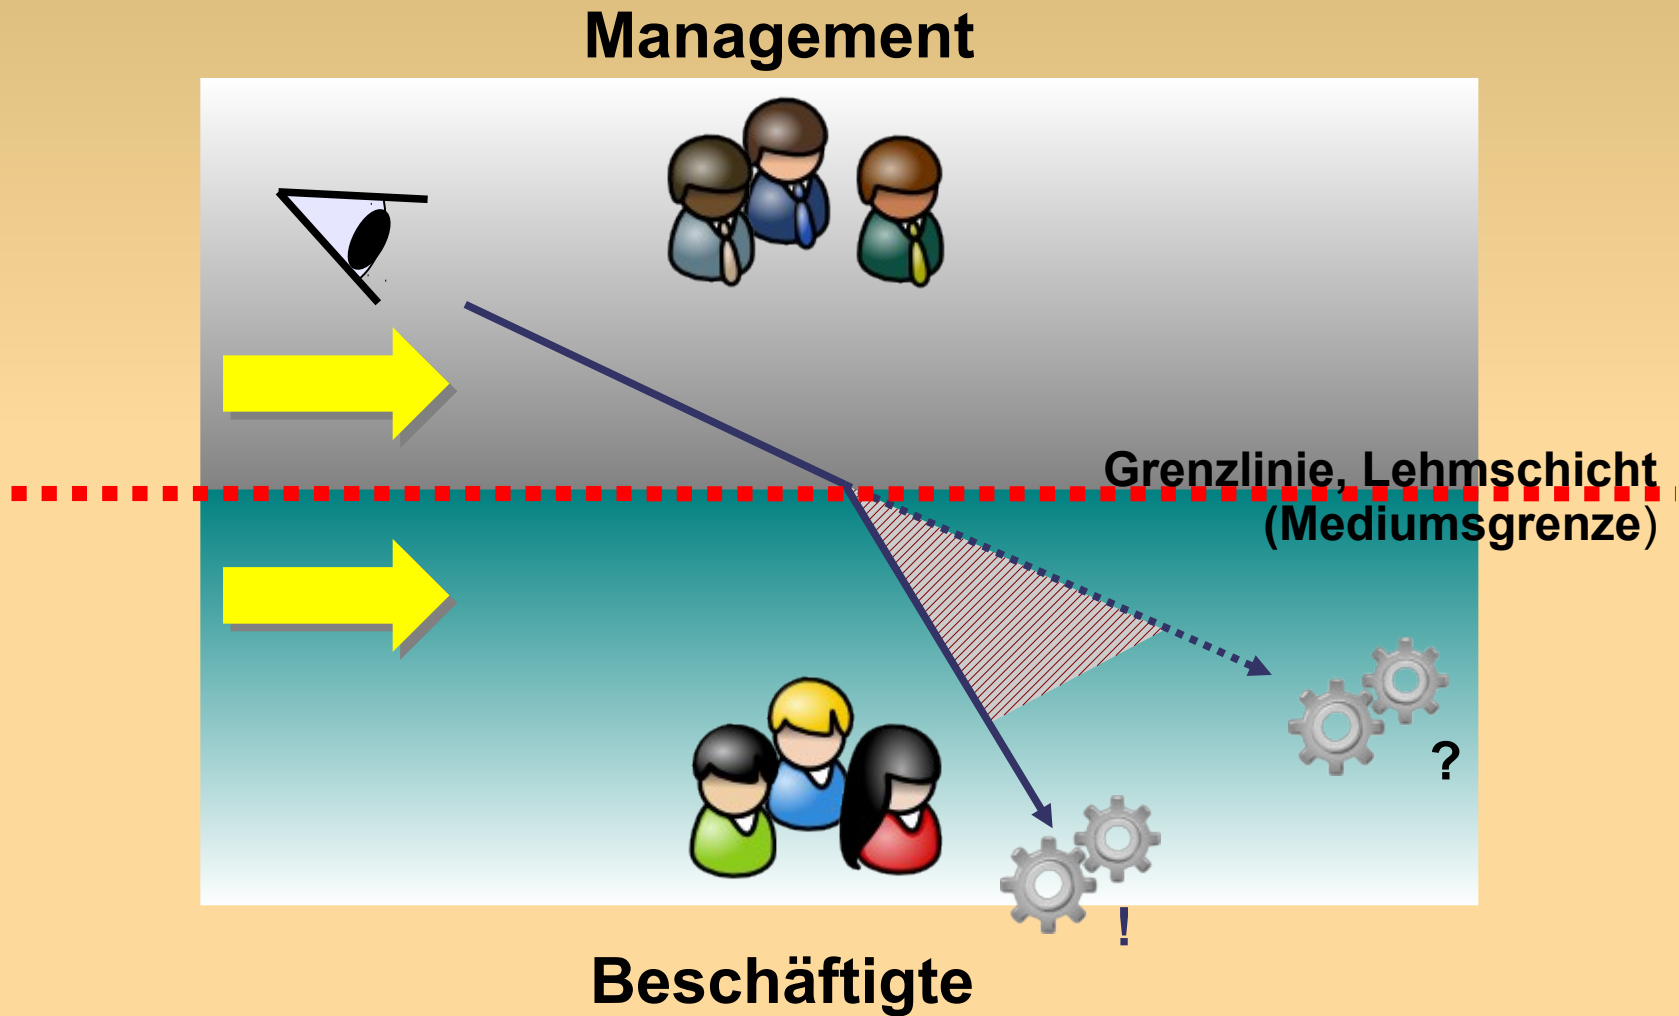 Management
Grenzlinie, Lehmschicht
(Mediumsgrenze)
?
!
Beschäftigte